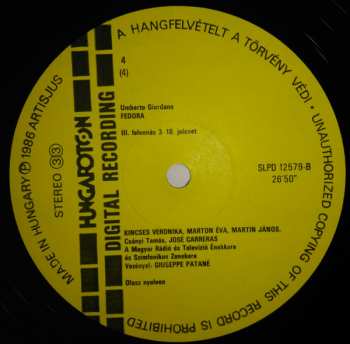 A HANGFELVÉTELT A TÖRVÉNY VÉDI · UNAUTHORIZED COPYING OF THIS RECORD IS PROHIBITED
MADE IN HUNGARY Ⓟ 1986 ARTISJUS
STEREO 33
HUNGAROTON
DIGITAL RECORDING
4
(4)
Umberto Giordano
FEDORA
III. felvonás 3-10. jelenet
SLPD 12579-B
26'50"
KINCSES VERONIKA, MARTON ÉVA, MARTIN JÁNOS,
Csányi Tamás, JOSÉ CARRERAS
A Magyar Rádió és Televízió Énekkara
és Szimfonikus Zenekara
Vezényel: GIUSEPPE PATANÉ
Olasz nyelven